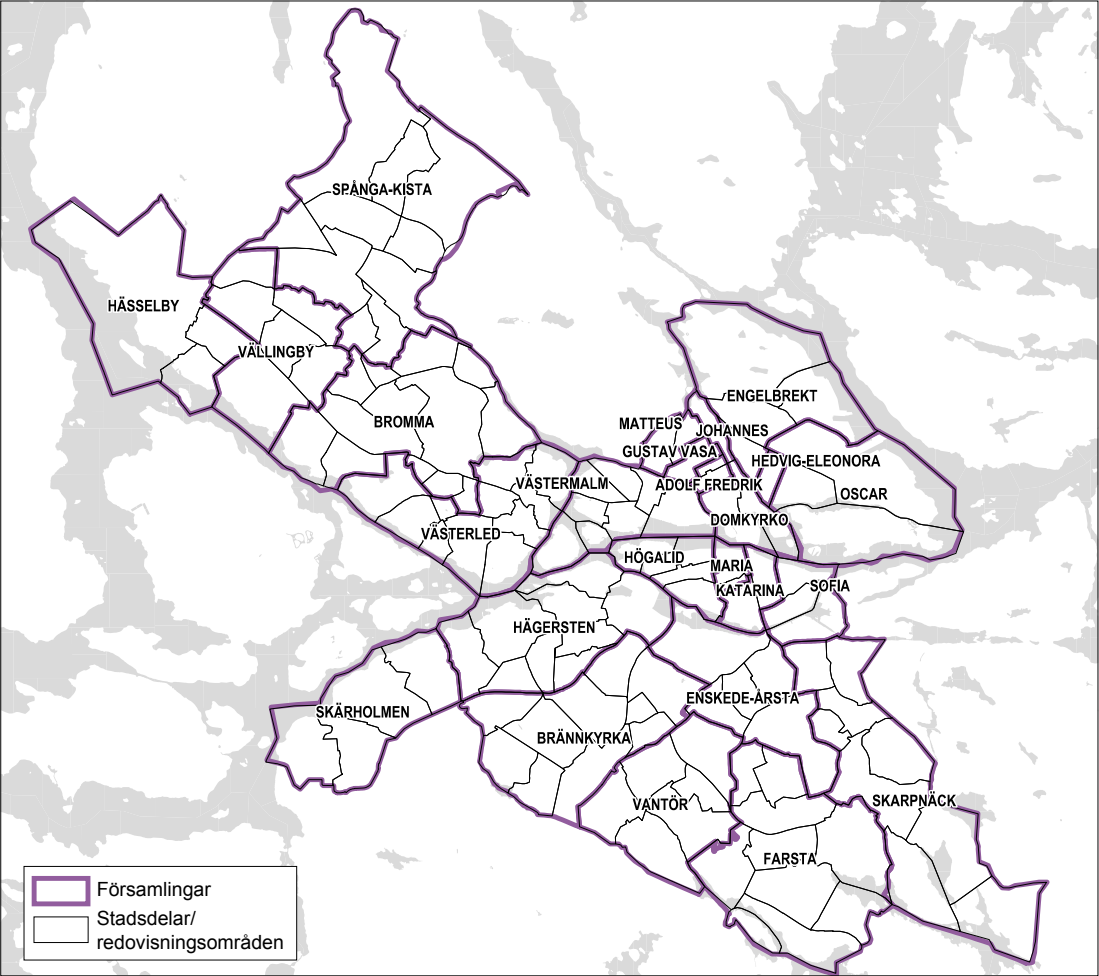 SPÅNGA-KISTA
HÄSSELBY
VÄLLINGBY
BROMMA
ENGELBREKT
MATTEUS
JOHANNES
GUSTAV VASA
HEDVIG-ELEONORA
VÄSTERMALM
ADOLF FREDRIK
OSCAR
DOMKYRKO
VÄSTERLED
HÖGALID
MARIA
KATARINA
SOFIA
HÄGERSTEN
ENSKEDE-ÅRSTA
SKÄRHOLMEN
BRÄNNKYRKA
VANTÖR
SKARPNÄCK
FARSTA
Församlingar
Stadsdelar/
redovisningsområden